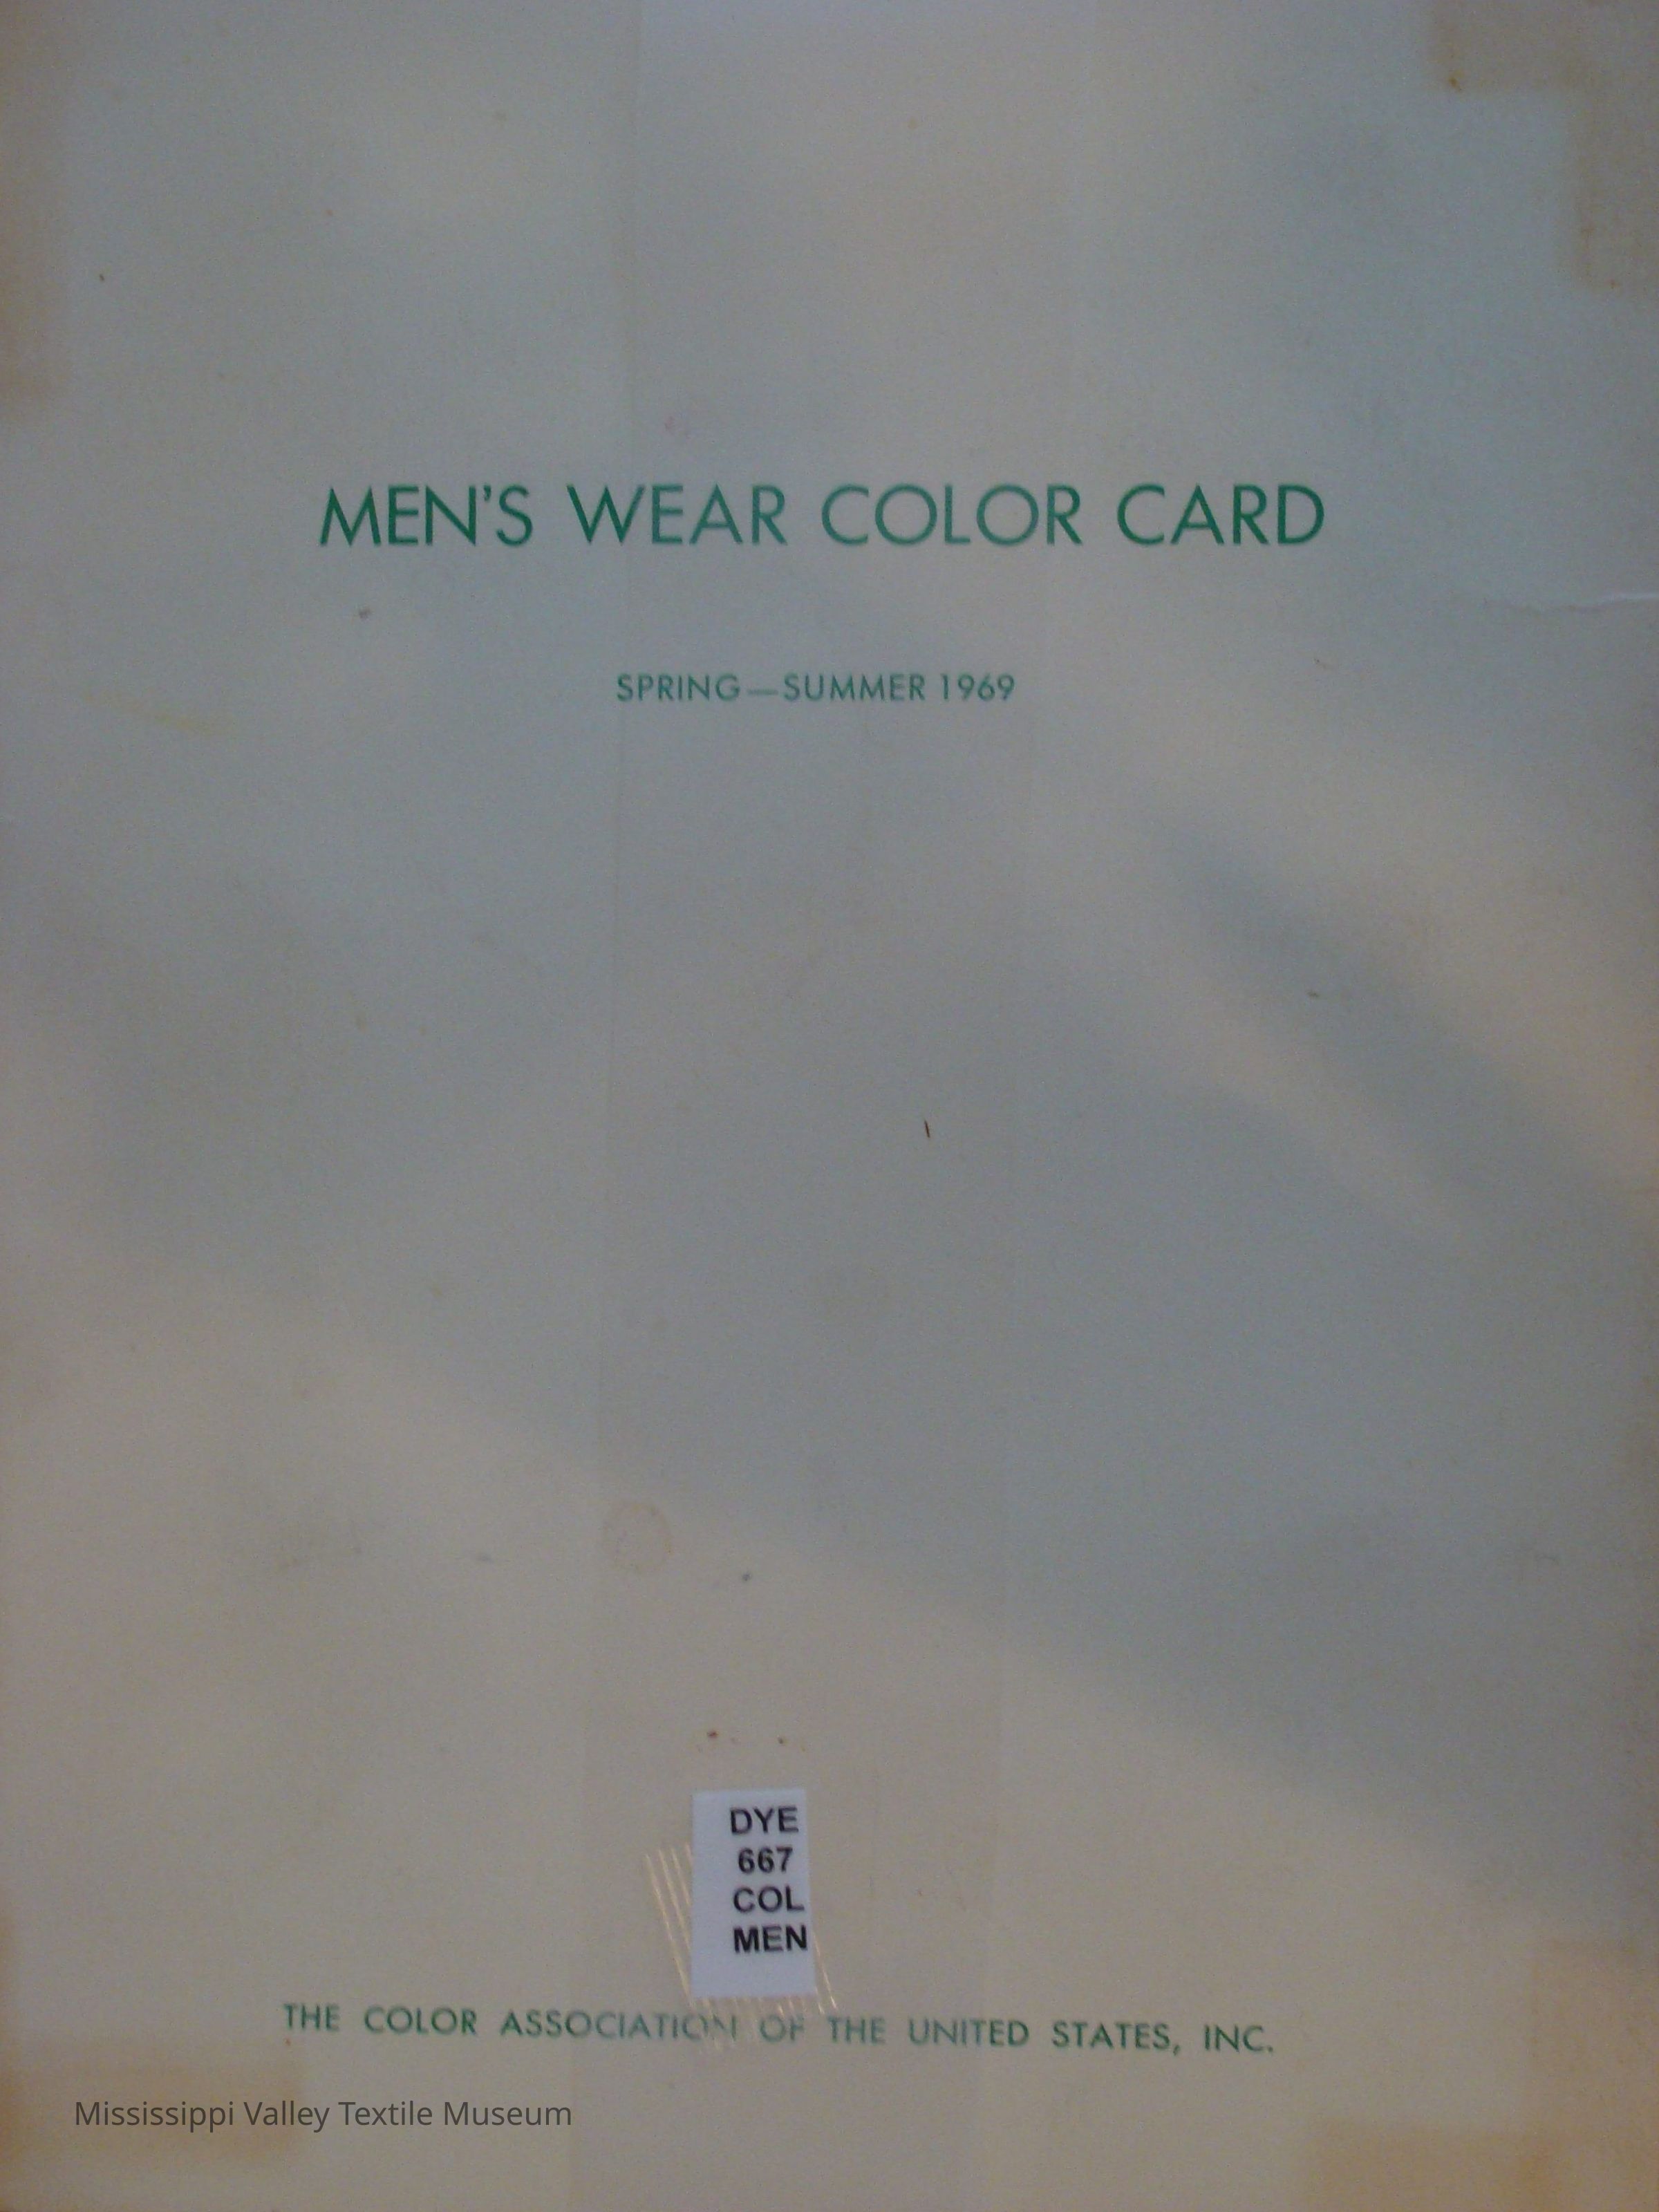 MEN'S WEAR COLOR CARD
SPRING—SUMMER 1969
DYE
667
COL
MEN
THE COLOR ASSOCIATION OF THE UNITED STATES, INC.
Mississippi Valley Textile Museum